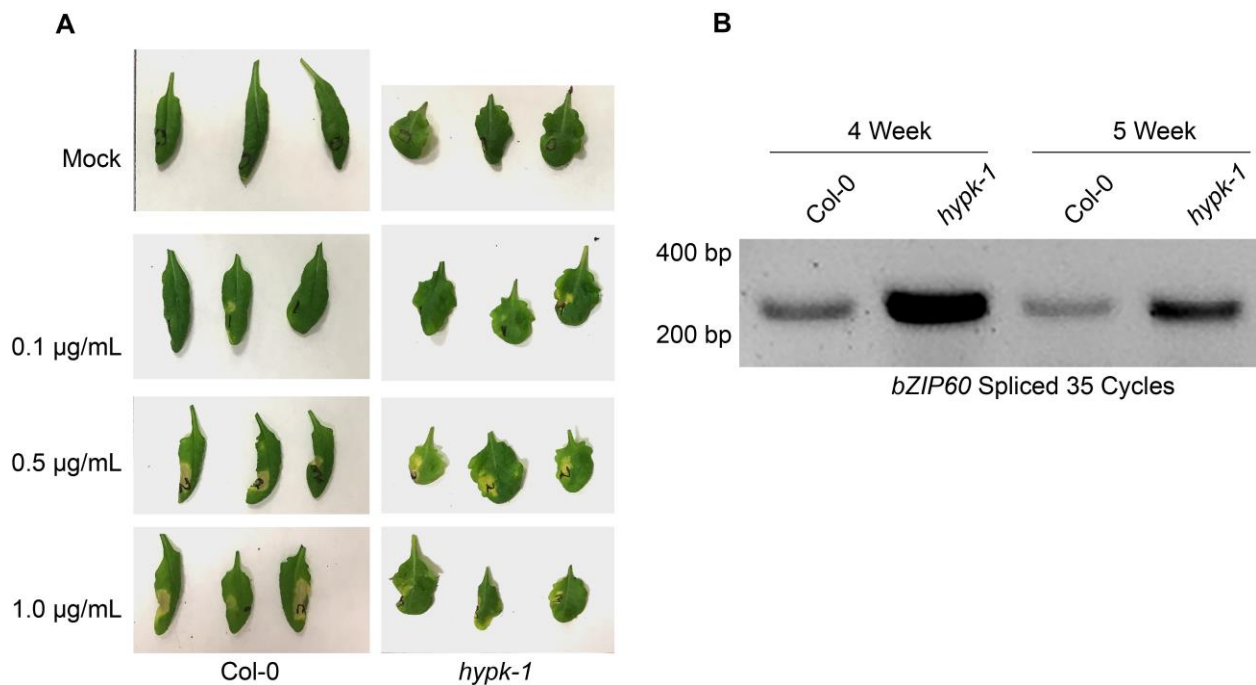 A
Mock
0.1 µg/mL
0.5 µg/mL
1.0 µg/mL
Col-0 hypk-1
B
4 Week 5 Week
Col-0 hypk-1 Col-0 hypk-1
400 bp
200 bp
bZIP60 Spliced 35 Cycles